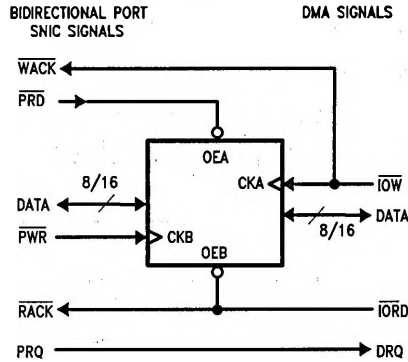 BIDIRECTIONAL PORT
SNIC SIGNALS
DMA SIGNALS
WACK
PRD
OEA
CKA
IOW
8/16
DATA
DATA
8/16
PWR
CKB
OEB
RACK
IORD
PRQ
DRQ